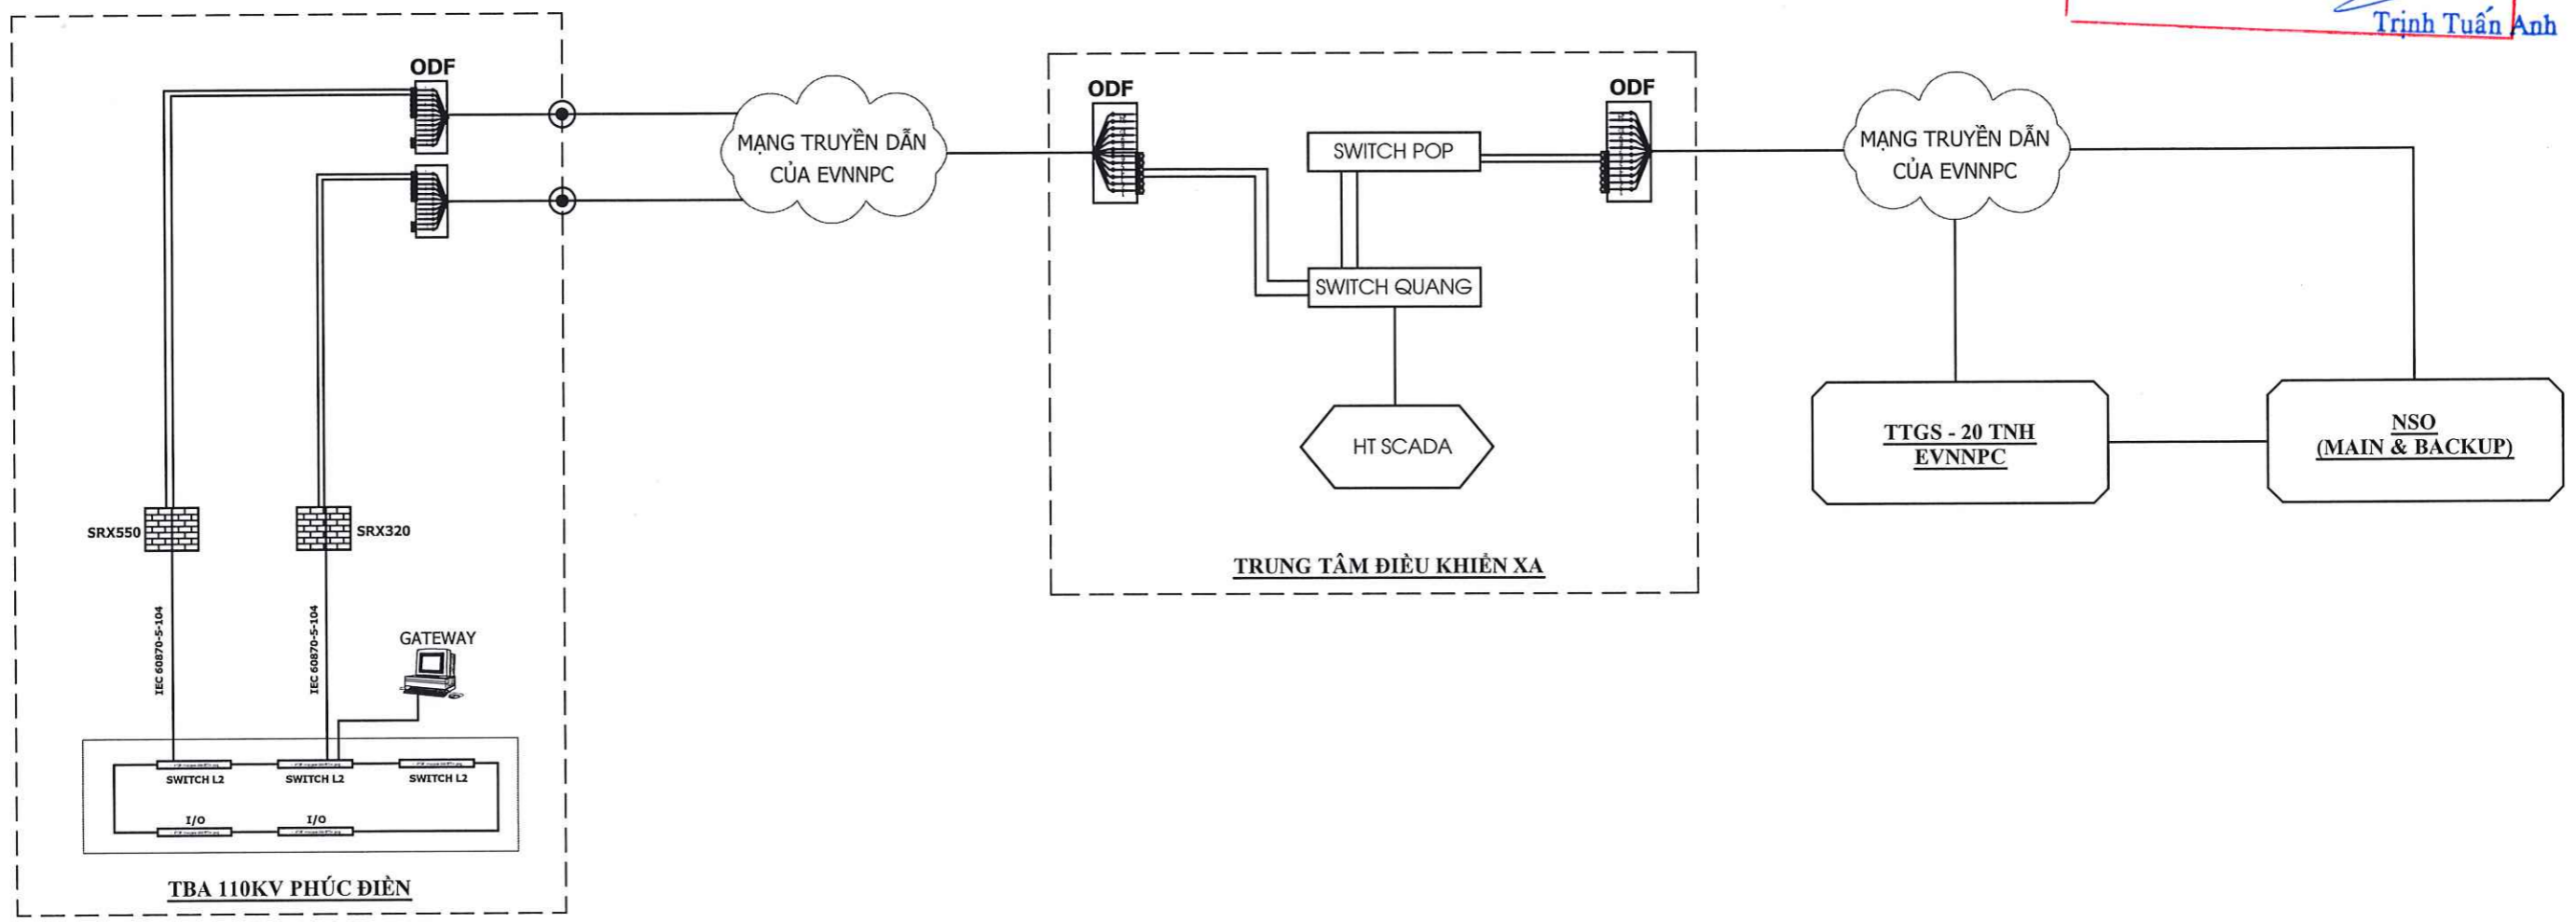 Trịnh Tuấn Anh
ODF
MẠNG TRUYỀN DẪN
CỦA EVNNPC
SRX550
SRX320
IEC 60870-5-104
IEC 60870-5-104
GATEWAY
SWITCH L2
SWITCH L2
SWITCH L2
I/O
I/O
TBA 110KV PHÚC ĐIỀN
ODF
ODF
SWITCH POP
SWITCH QUANG
HT SCADA
TRUNG TÂM ĐIỀU KHIỂN XA
MẠNG TRUYỀN DẪN
CỦA EVNNPC
TTGS - 20 TNH
EVNNPC
NSO
(MAIN & BACKUP)